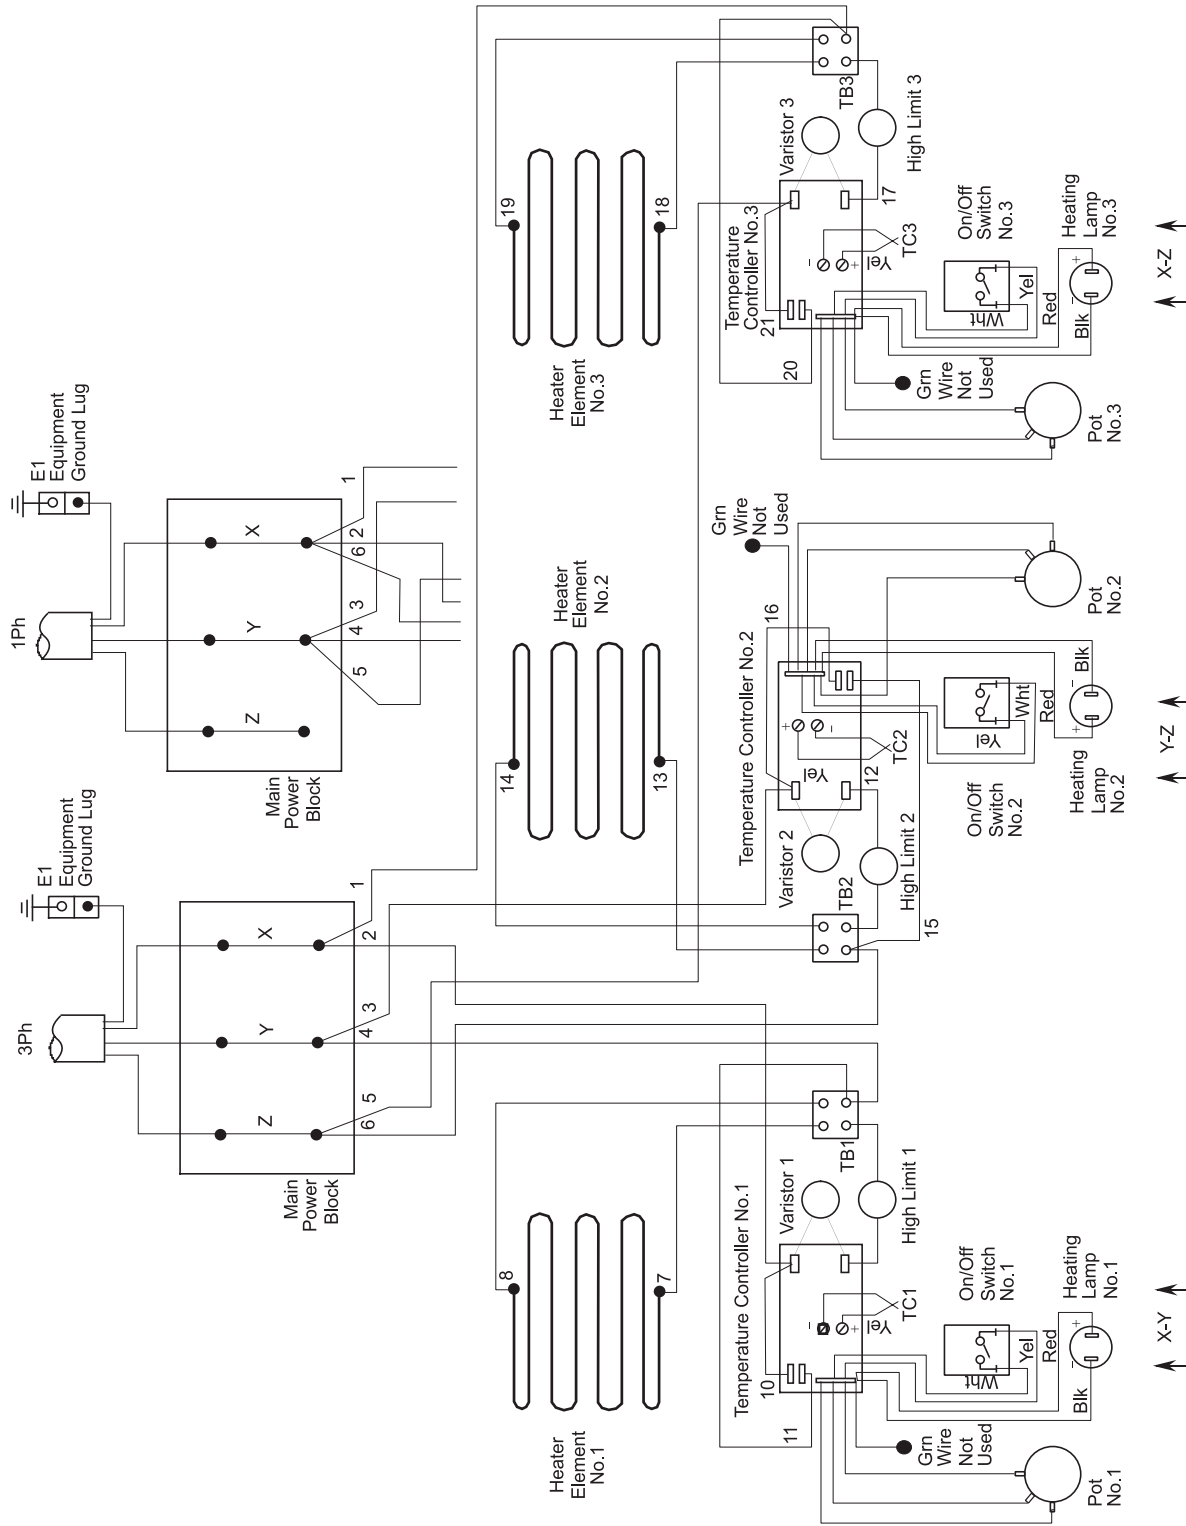 3Ph
E1
Equipment
Ground Lug
Z
Y
X
Main
Power
Block
6
5
4
3
2
1
1Ph
E1
Equipment
Ground Lug
Z
Y
X
Main
Power
Block
5
4
3
6
2
1
8
7
Heater
Element
No.1
14
13
Heater
Element
No.2
19
18
Heater
Element
No.3
Temperature Controller No.1
10
11
Varistor 1
TB1
High Limit 1
-
+
Yel
TC1
Grn
Wire
Not
Used
Wht
Yel
On/Off
Switch
No.1
Red
Blk
-
+
Heating
Lamp
No.1
Pot
No.1
X-Y
Temperature Controller No.2
16
Varistor 2
TB2
High Limit 2
12
15
+
-
Yel
TC2
Grn
Wire
Not
Used
Yel
Wht
On/Off
Switch
No.2
Red
Blk
+
-
Heating
Lamp
No.2
Pot
No.2
Y-Z
Temperature
Controller No.3
21
20
Varistor 3
TB3
High Limit 3
17
-
+
Yel
TC3
Grn
Wire
Not
Used
Wht
Yel
On/Off
Switch
No.3
Red
Blk
-
+
Heating
Lamp
No.3
Pot
No.3
X-Z